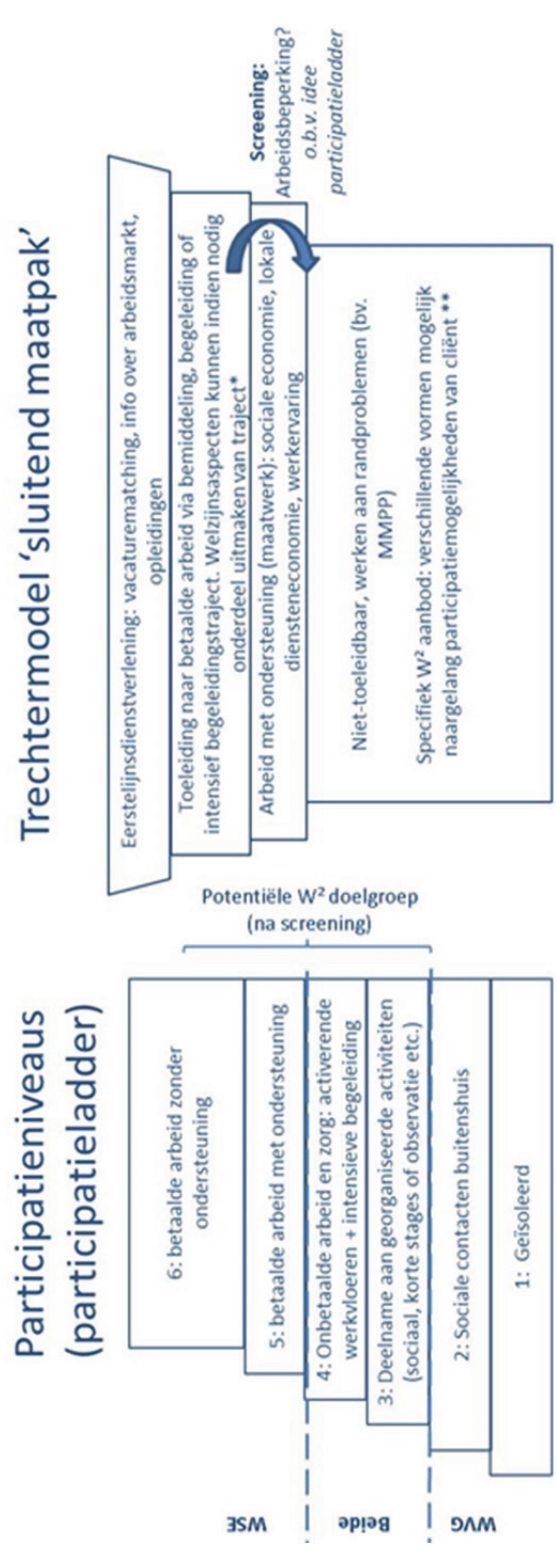 Participatieniveaus
(participatieladder)
6: betaalde arbeid zonder
ondersteuning
5: betaalde arbeid met ondersteuning
4: Onbetaalde arbeid en zorg: activerende
werkvloeren + intensieve begeleiding
3: Deelname aan georganiseerde activiteiten
(sociaal, korte stages of observatie etc.)
2: Sociale contacten buitenshuis
1: Geïsoleerd
WSE
Beide
WVG
Potentiële W² doelgroep
(na screening)
Trechtermodel ‘sluitend maatpak’
Eerstelijnsdienstverlening: vacaturematching, info over arbeidsmarkt,
opleidingen
Toeleiding naar betaalde arbeid via bemiddeling, begeleiding of
intensief begeleidingstraject. Welzijnsaspecten kunnen indien nodig
onderdeel uitmaken van traject*
Arbeid met ondersteuning (maatwerk): sociale economie, lokale
diensteneconomie, werkervaring
Niet-toeleidbaar, werken aan randproblemen (bv.
MMPP)
Specifiek W² aanbod: verschillende vormen mogelijk
naargelang participatiemogelijkheden van cliënt **
Screening:
Arbeidsbeperking?
o.b.v. idee
participatieladder